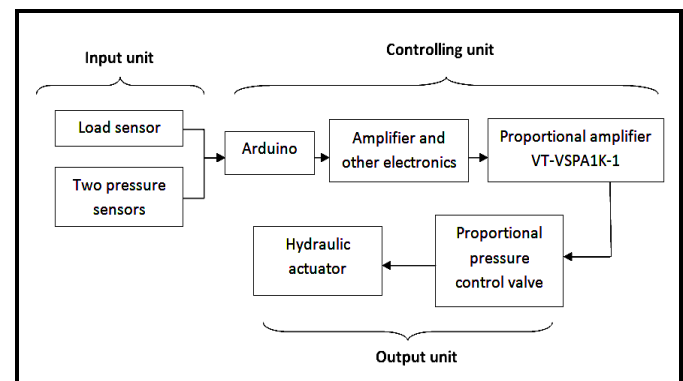 Controlling unit
Input unit
Load sensor
Two pressure
sensors
Arduino
Amplifier and
other electronics
Proportional amplifier
VT-VSPA1K-1
Hydraulic
actuator
Proportional
pressure
control valve
Output unit